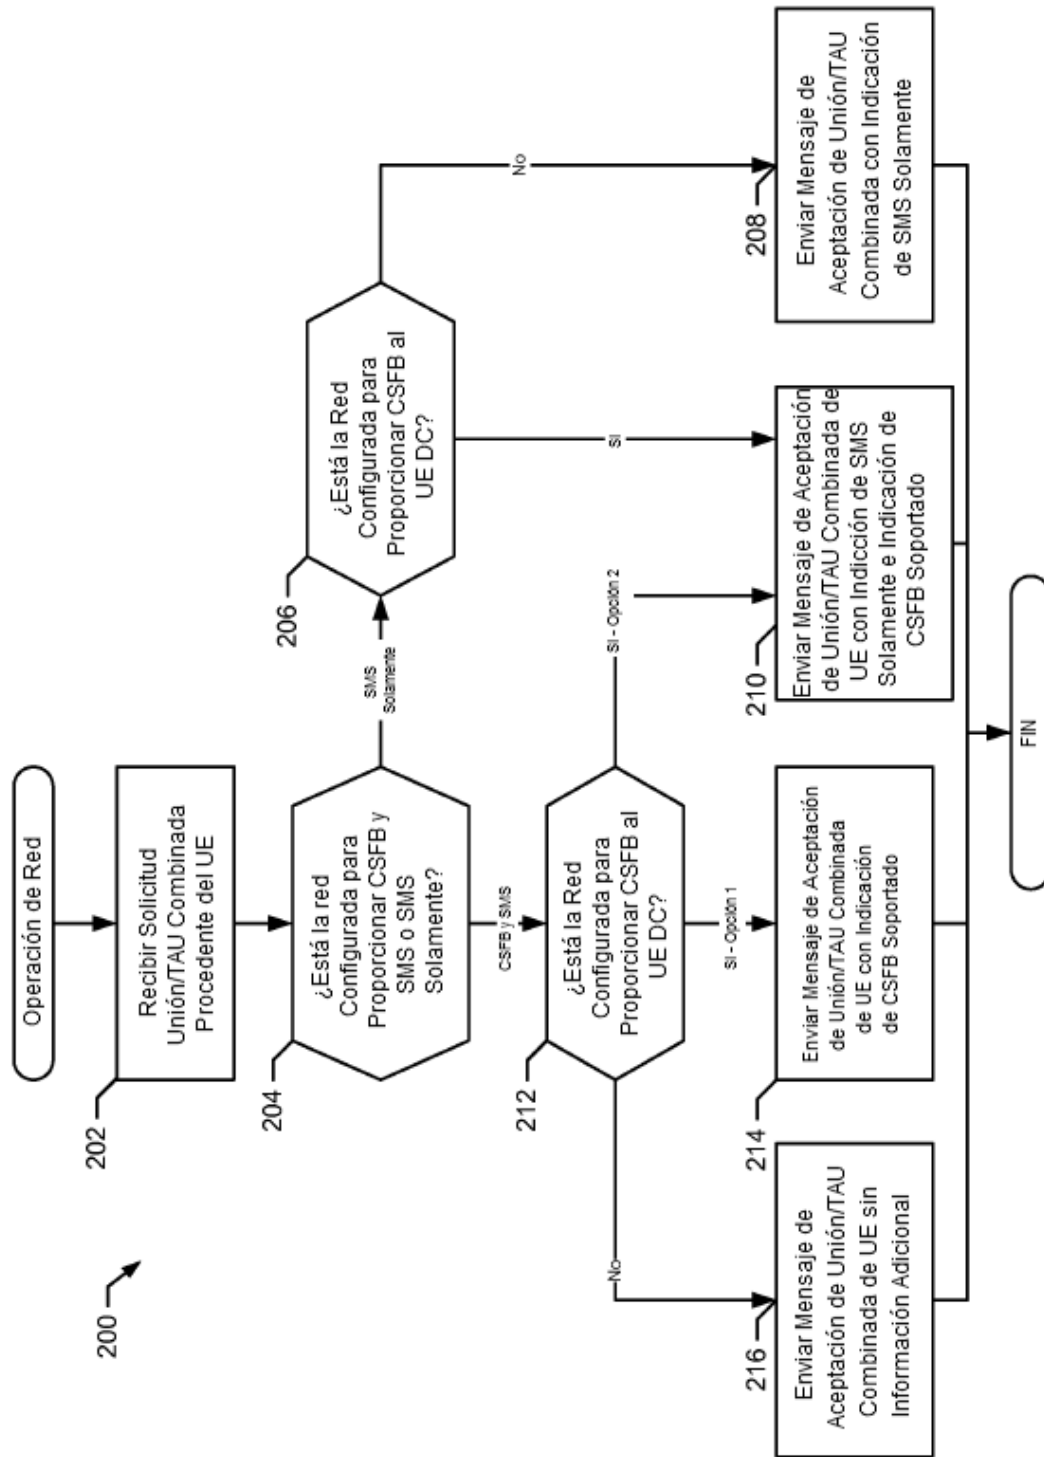 200
Operación de Red
202
Recibir Solicitud
Unión/TAU Combinada
Procedente del UE
204
¿Está la red
Configurada para
Proporcionar CSFB y
SMS o SMS
Solamente?
SMS
Solamente
CSFB y SMS
206
¿Está la Red
Configurada para
Proporcionar CSFB al
UE DC?
No
SI
212
¿Está la Red
Configurada para
Proporcionar CSFB al
UE DC?
No
SI - Opción 1
SI - Opción 2
216
Enviar Mensaje de
Aceptación de Unión/TAU
Combinada de UE sin
Información Adicional
214
Enviar Mensaje de Aceptación
de Unión/TAU Combinada
de UE con Indicación
de CSFB Soportado
210
Enviar Mensaje de Aceptación
de Unión/TAU Combinada de
UE con Indicción de SMS
Solamente e Indicación de
CSFB Soportado
208
Enviar Mensaje de
Aceptación de Unión/TAU
Combinada con Indicación
de SMS Solamente
FIN